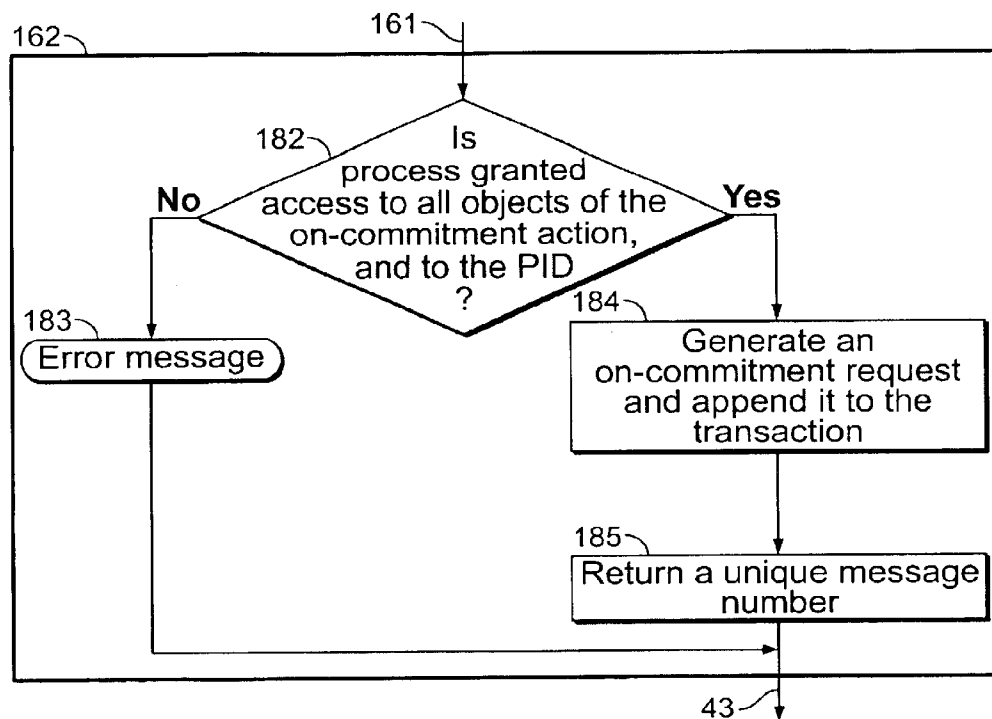 161
162
182
Is
process granted
access to all objects of the
on-commitment action,
and to the PID
?
No
Yes
183
Error message
184
Generate an
on-commitment request
and append it to the
transaction
185
Return a unique message
number
43